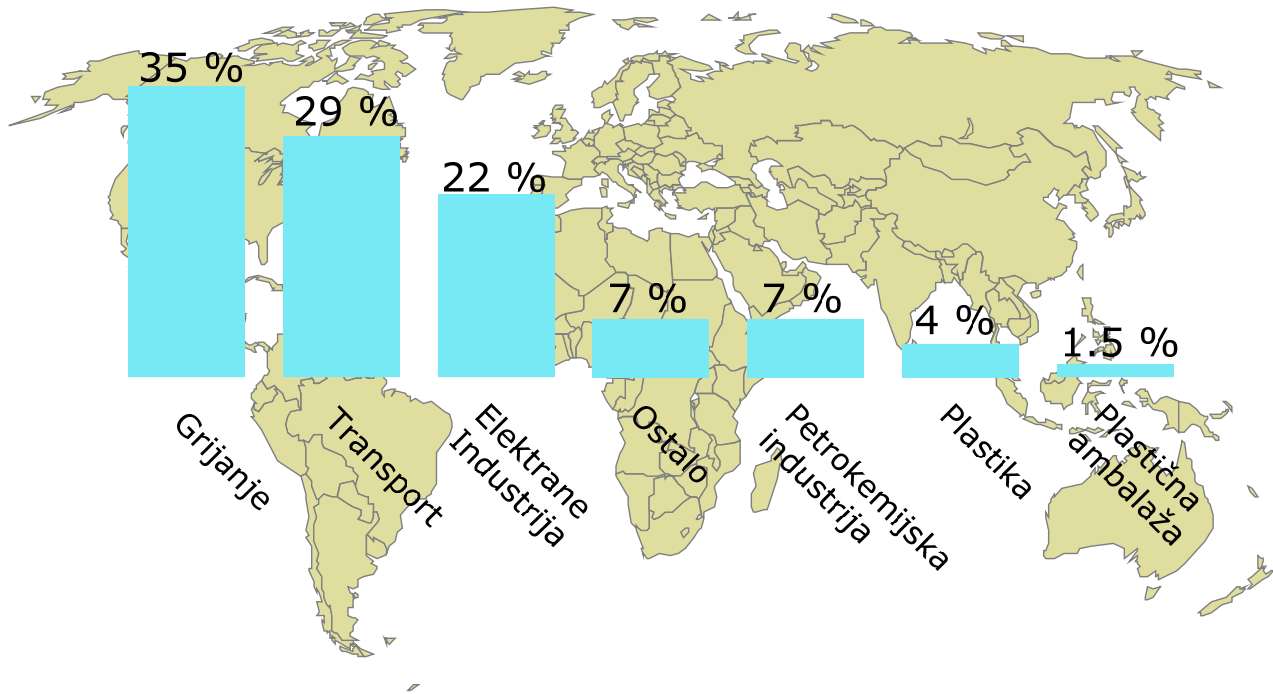 35 %
29 %
22 %
7 %
7 %
4 %
1.5 %
Grijanje
Transport
Elektrane
Industrija
Ostalo
Petrokemijska
industrija
Plastika
Plastična
ambalaža